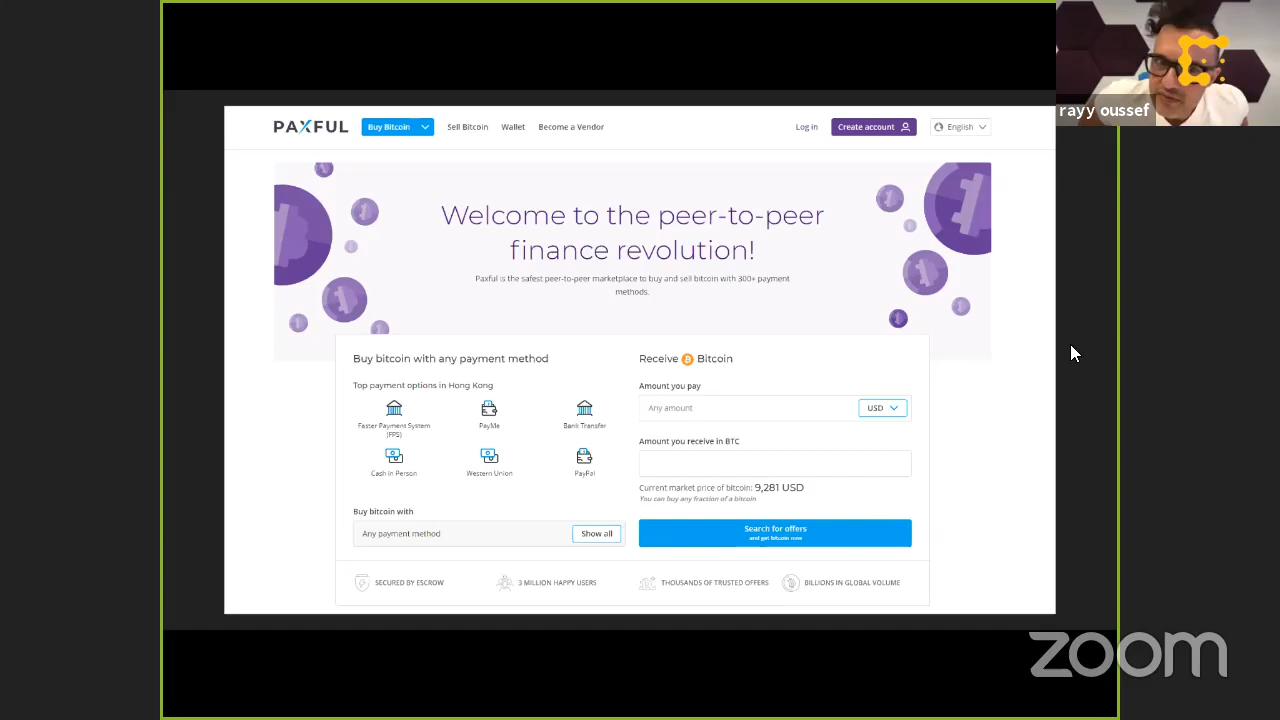 rayy oussef
PAXFUL
Buy Bitcoin
Sell Bitcoin
Wallet
Become a Vendor
Log in
Create account
English
Welcome to the peer-to-peer
finance revolution!
Paxful is the safest peer-to-peer marketplace to buy and sell bitcoin with 300+ payment
methods.
Buy bitcoin with any payment method
Top payment options in Hong Kong
Faster Payment System
(FPS)
PayMe
Bank Transfer
Cash in Person
Western Union
PayPal
Buy bitcoin with
Any payment method
Show all
Receive Bitcoin
Amount you pay
Any amount
USD
Amount you receive in BTC
Current market price of bitcoin: 9,281 USD
You can buy any fraction of a bitcoin
Search for offers
and get bitcoin now
SECURED BY ESCROW
3 MILLION HAPPY USERS
THOUSANDS OF TRUSTED OFFERS
BILLIONS IN GLOBAL VOLUME
zoom